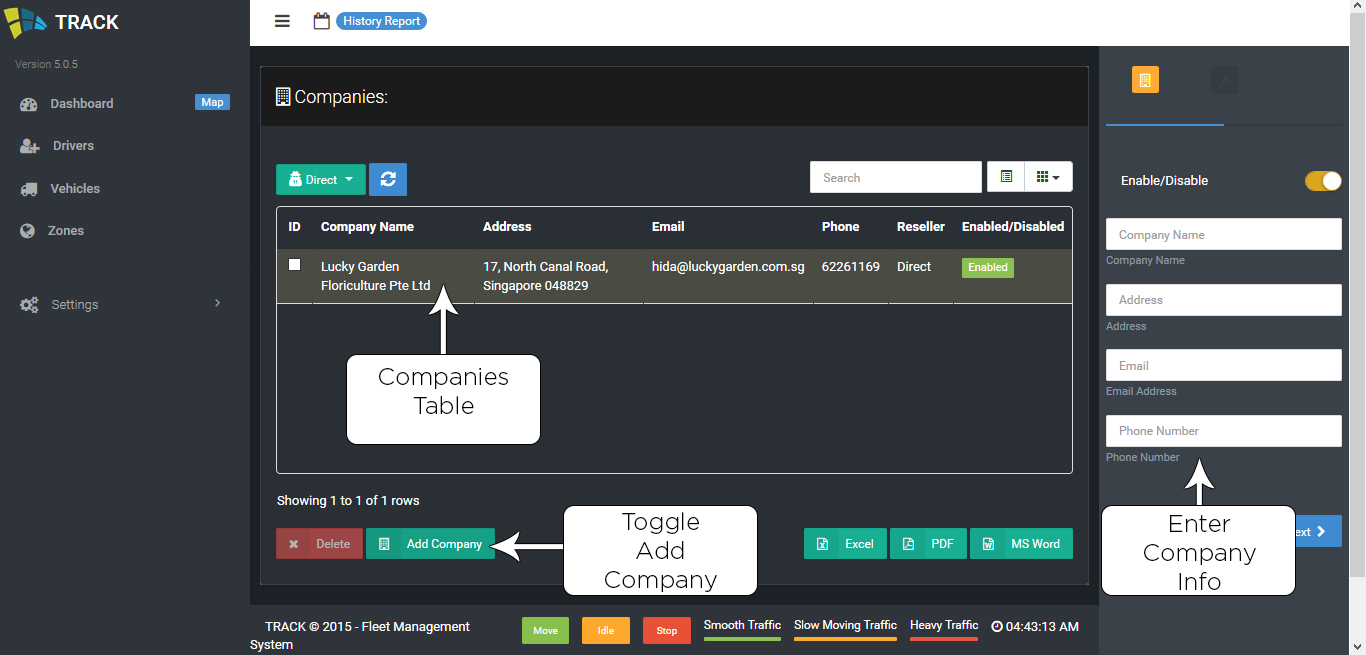 TRACK
History Report
Version 5.0.5
Dashboard
Map
Drivers
Vehicles
Zones
Settings
Companies:
Direct
Search
ID Company Name Address Email Phone Reseller Enabled/Disabled
Lucky Garden 17, North Canal Road, hida@luckygarden.com.sg 62261169 Direct Enabled
Floriculture Pte Ltd Singapore 048829
Companies
Table
Showing 1 to 1 of 1 rows
Delete
Add Company
Toggle
Add
Company
Excel
PDF
MS Word
Enable/Disable
Company Name
Company Name
Address
Address
Email
Email Address
Phone Number
Phone Number
Enter
Company
Info
TRACK © 2015 - Fleet Management
System
Move
Idle
Stop
Smooth Traffic
Slow Moving Traffic
Heavy Traffic
04:43:13 AM